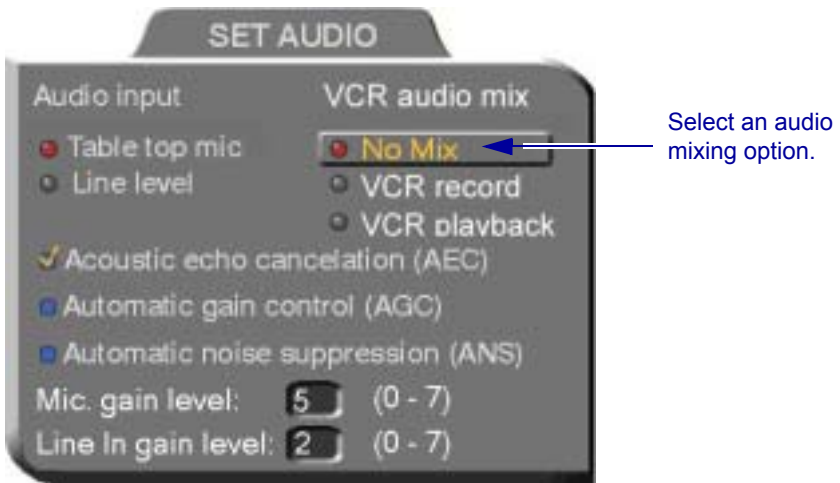 SET AUDIO
Audio input
VCR audio mix
Table top mic
No Mix
Line level
VCR record
VCR playback
Acoustic echo cancelation (AEC)
Automatic gain control (AGC)
Automatic noise suppression (ANS)
Mic. gain level: 5 (0 - 7)
Line In gain level: 2 (0 - 7)
Select an audio
mixing option.